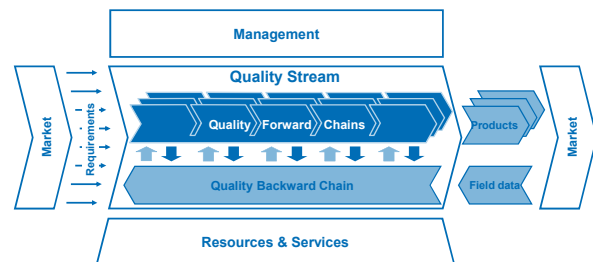 Management
Quality Stream
Market
Requirements
Quality Forward Chains
Products
Market
Quality Backward Chain
Field data
Resources & Services